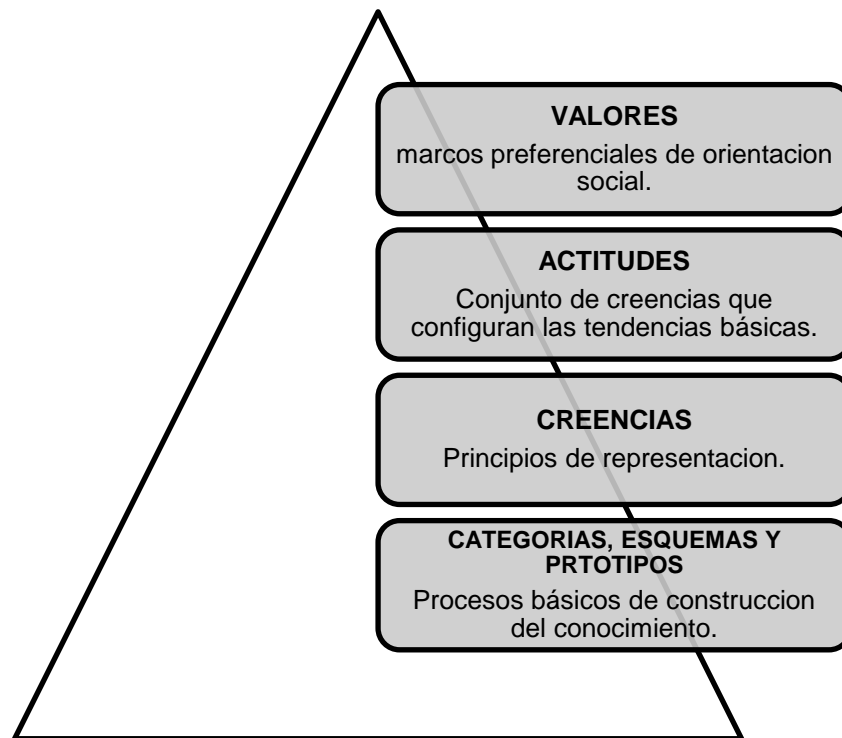 VALORES
marcos preferenciales de orientacion
social.
ACTITUDES
Conjunto de creencias que
configuran las tendencias básicas.
CREENCIAS
Principios de representacion.
CATEGORIAS, ESQUEMAS Y
PRTOTIPOS
Procesos básicos de construccion
del conocimiento.